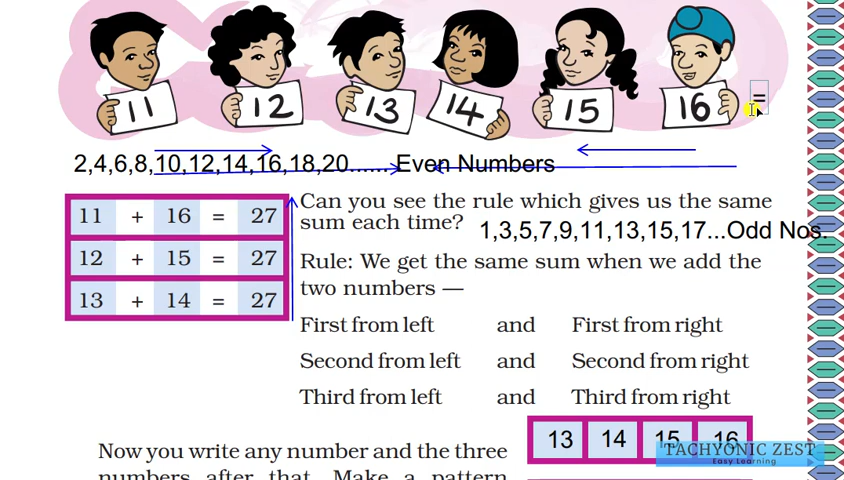 11 12 13 14 15 16 =
2,4,6,8,10,12,14,16,18,20...... Even Numbers
11 + 16 = 27
12 + 15 = 27
13 + 14 = 27
Can you see the rule which gives us the same
sum each time?
1,3,5,7,9,11,13,15,17...Odd Nos.
Rule: We get the same sum when we add the
two numbers —
First from left and First from right
Second from left and Second from right
Third from left and Third from right
13 14 15 16
TACHYONIC ZEST
Easy Learning
Now you write any number and the three
numbers after that. Make a pattern